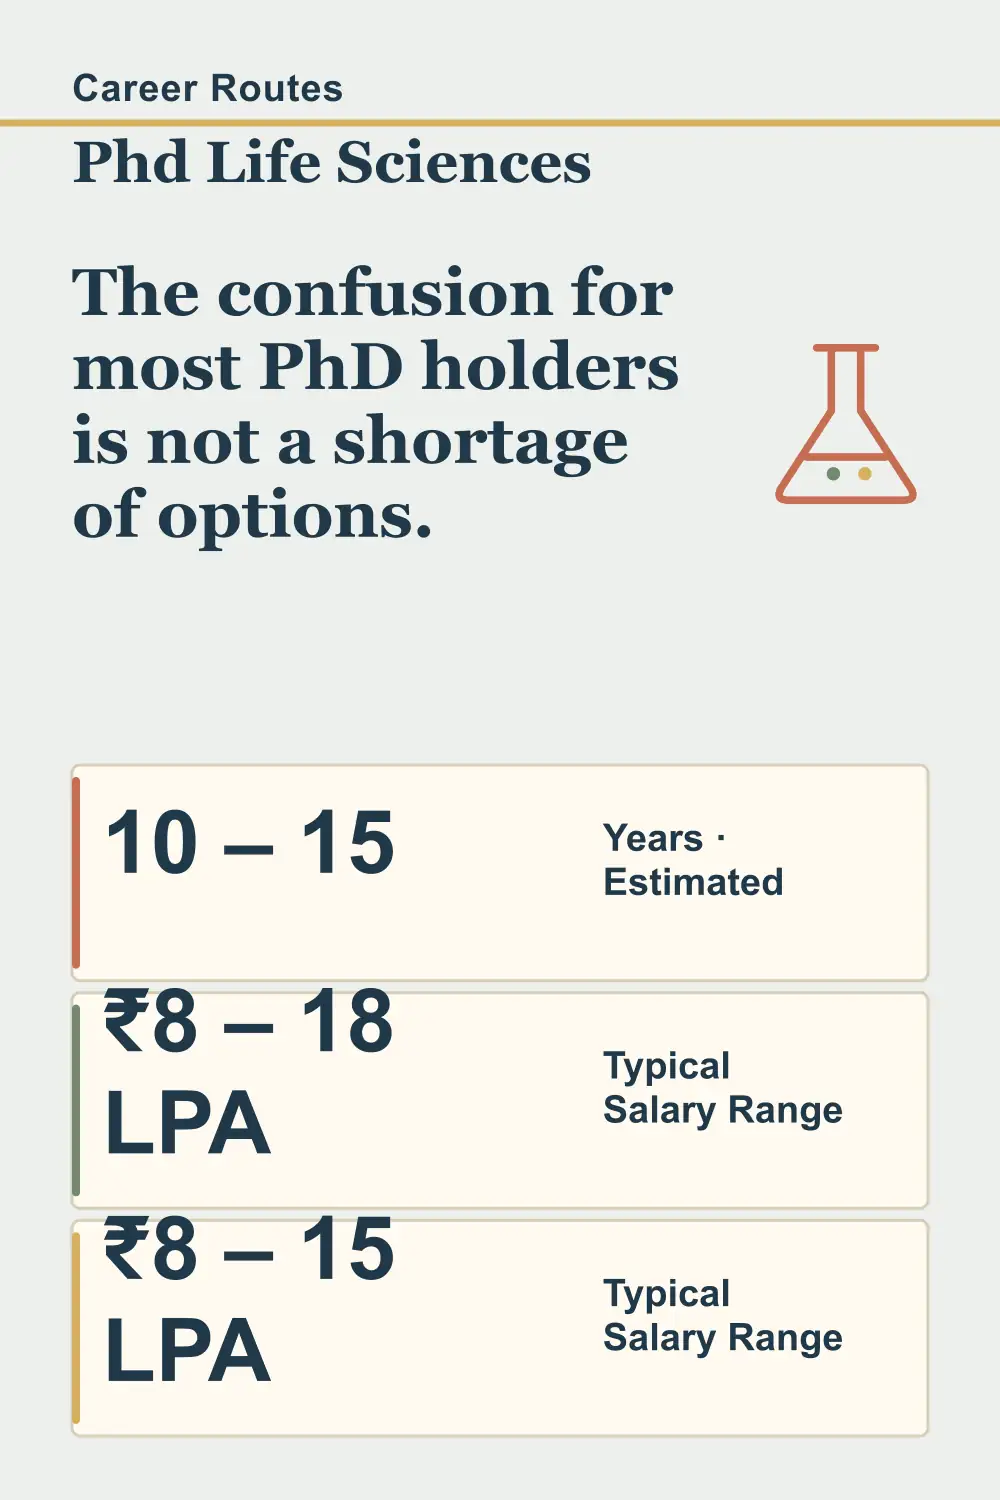 Career Routes
Phd Life Sciences
The confusion for
most PhD holders
is not a shortage
of options.
10 – 15
Years ·
Estimated
₹8 – 18
LPA
Typical
Salary Range
₹8 – 15
LPA
Typical
Salary Range